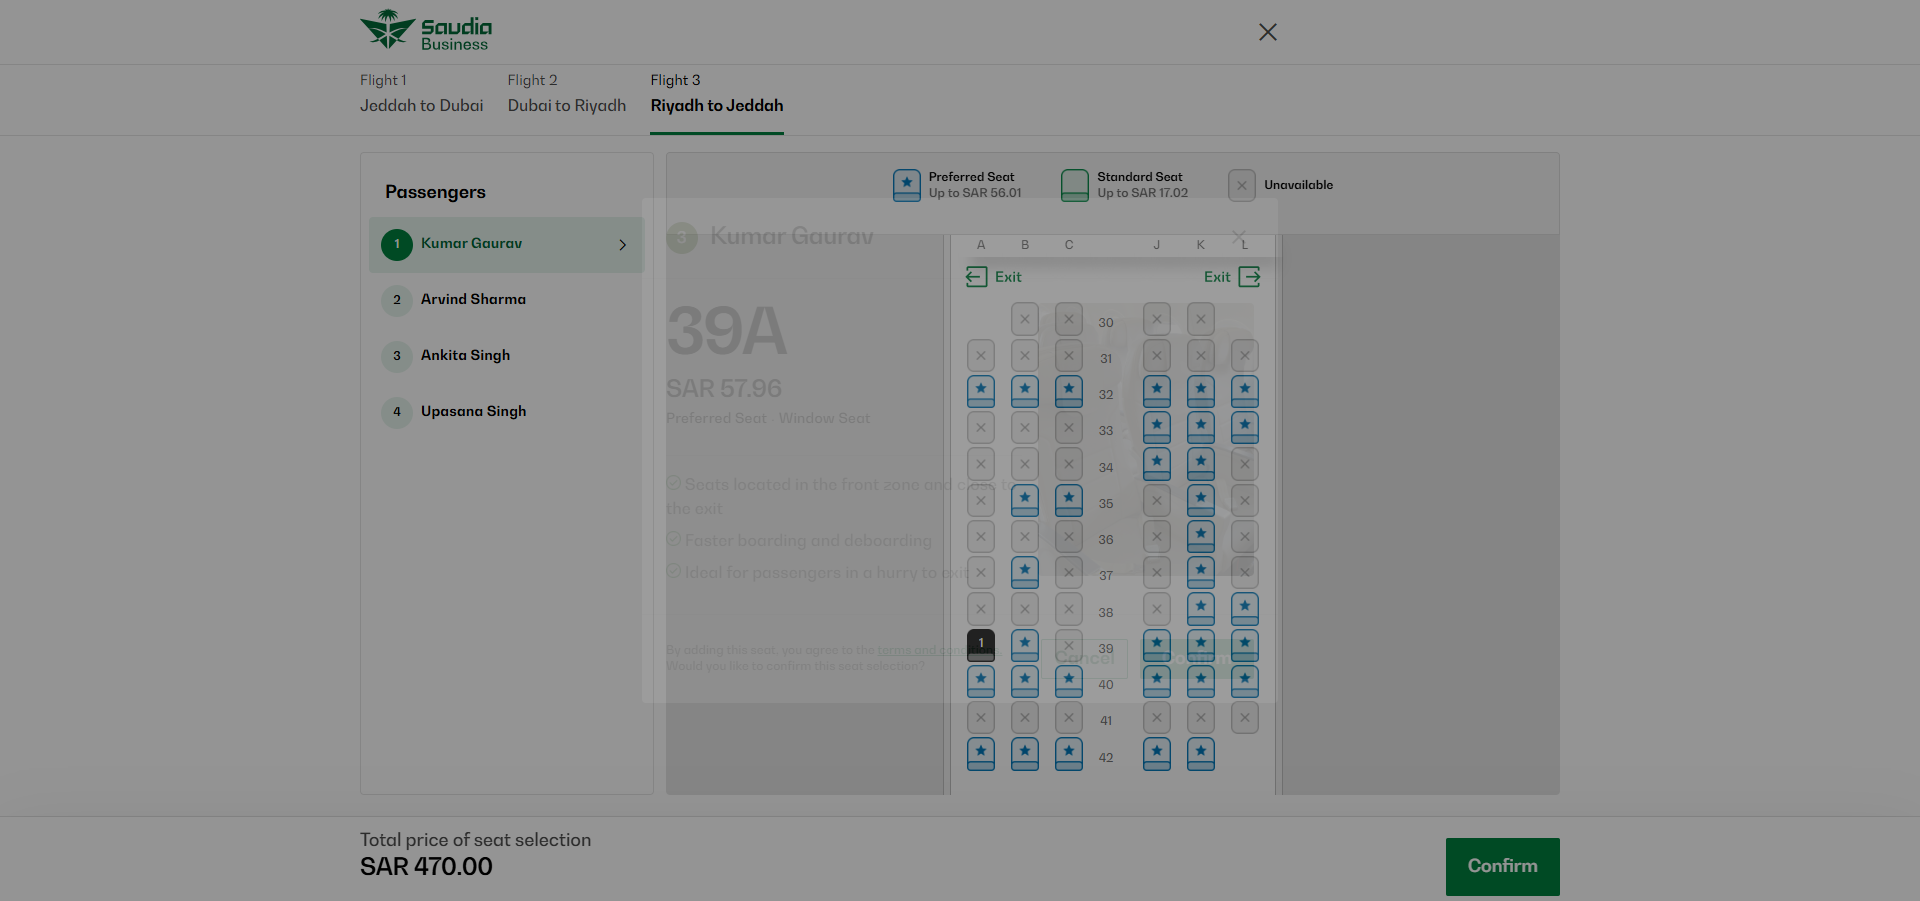 Saudia
Business
Flight 1
Jeddah to Dubai
Flight 2
Dubai to Riyadh
Flight 3
Riyadh to Jeddah
Passengers
1 Kumar Gaurav
2 Arvind Sharma
3 Ankita Singh
4 Upasana Singh
Preferred Seat
Up to SAR 56.01
Standard Seat
Up to SAR 17.02
Unavailable
3 Kumar Gaurav
39A
SAR 57.96
Preferred Seat - Window Seat
Seats located in the front zone and close to
the exit
Faster boarding and deboarding
Ideal for passengers in a hurry to exit
By adding this seat, you agree to the terms and conditions.
Would you like to confirm this seat selection?
Cancel
Confirm
A B C J K L
Exit Exit
30
31
32
33
34
35
36
37
38
1 39
40
41
42
Total price of seat selection
SAR 470.00
Confirm